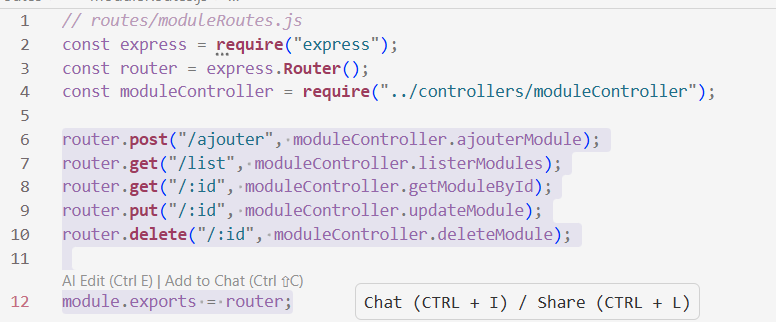 1 // routes/moduleRoutes.js
2 const express = require("express");
3 const router = express.Router();
4 const moduleController = require("../controllers/moduleController");
5
6 router.post("/ajouter", moduleController.ajouterModule);
7 router.get("/list", moduleController.listerModules);
8 router.get("/:id", moduleController.getModuleById);
9 router.put("/:id", moduleController.updateModule);
10 router.delete("/:id", moduleController.deleteModule);
11
AI Edit (Ctrl E) | Add to Chat (Ctrl ⇧C)
12 module.exports = router;
Chat (CTRL + I) / Share (CTRL + L)